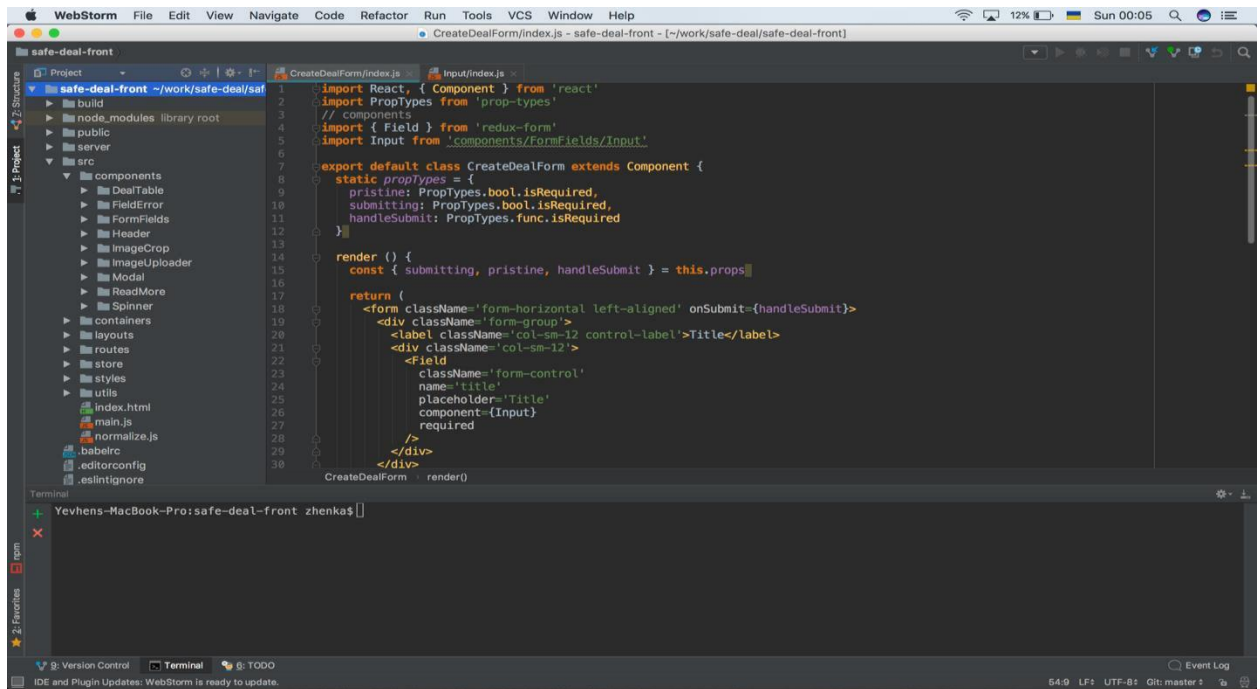 WebStorm File Edit View Navigate Code Refactor Run Tools VCS Window Help 12% Sun 00:05
CreateDealForm/index.js - safe-deal-front - [~/work/safe-deal/safe-deal-front]
safe-deal-front
Project
CreateDealForm/index.js
Input/index.js
2: Structure
1: Project
safe-deal-front ~/work/safe-deal/saf
build
node_modules library root
public
server
src
components
DealTable
FieldError
FormFields
Header
ImageCrop
ImageUploader
Modal
ReadMore
Spinner
containers
layouts
routes
store
styles
utils
index.html
main.js
normalize.js
.babelrc
.editorconfig
.eslintignore
1 import React, { Component } from 'react'
2 import PropTypes from 'prop-types'
3 // components
4 import { Field } from 'redux-form'
5 import Input from 'components/FormFields/Input'
6
7 export default class CreateDealForm extends Component {
8 static propTypes = {
9 pristine: PropTypes.bool.isRequired,
10 submitting: PropTypes.bool.isRequired,
11 handleSubmit: PropTypes.func.isRequired
12 }
13
14 render () {
15 const { submitting, pristine, handleSubmit } = this.props
16
17 return (
18 <form className='form-horizontal left-aligned' onSubmit={handleSubmit}>
19 <div className='form-group'>
20 <label className='col-sm-12 control-label'>Title</label>
21 <div className='col-sm-12'>
22 <Field
23 className='form-control'
24 name='title'
25 placeholder='Title'
26 component={Input}
27 required
28 />
29 </div>
30 </div>
CreateDealForm render()
Terminal
Yevhens-MacBook-Pro:safe-deal-front zhenka$
npm
2: Favorites
9: Version Control Terminal 6: TODO Event Log
IDE and Plugin Updates: WebStorm is ready to update. 54:9 LF UTF-8 Git: master